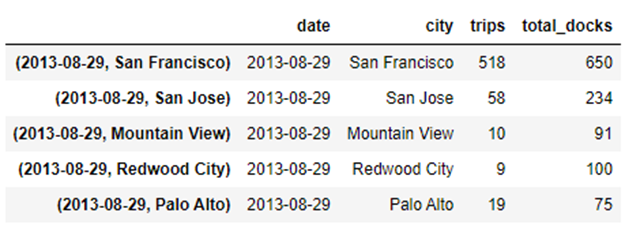 date city trips total_docks
(2013-08-29, San Francisco) 2013-08-29 San Francisco 518 650
(2013-08-29, San Jose) 2013-08-29 San Jose 58 234
(2013-08-29, Mountain View) 2013-08-29 Mountain View 10 91
(2013-08-29, Redwood City) 2013-08-29 Redwood City 9 100
(2013-08-29, Palo Alto) 2013-08-29 Palo Alto 19 75